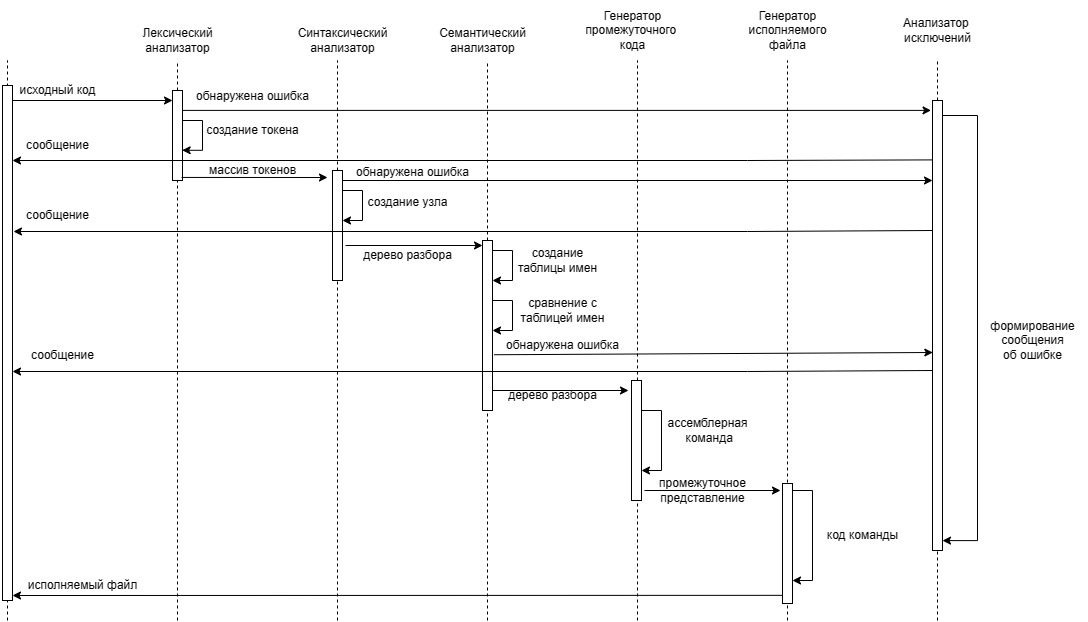 Лексический
анализатор
Синтаксический
анализатор
Семантический
анализатор
Генератор
промежуточного
кода
Генератор
исполняемого
файла
Анализатор
исключений
исходный код
обнаружена ошибка
создание токена
сообщение
массив токенов
обнаружена ошибка
создание узла
сообщение
дерево разбора
создание
таблицы имен
сравнение с
таблицей имен
обнаружена ошибка
формирование
сообщения
об ошибке
сообщение
дерево разбора
ассемблерная
команда
промежуточное
представление
код команды
исполняемый файл